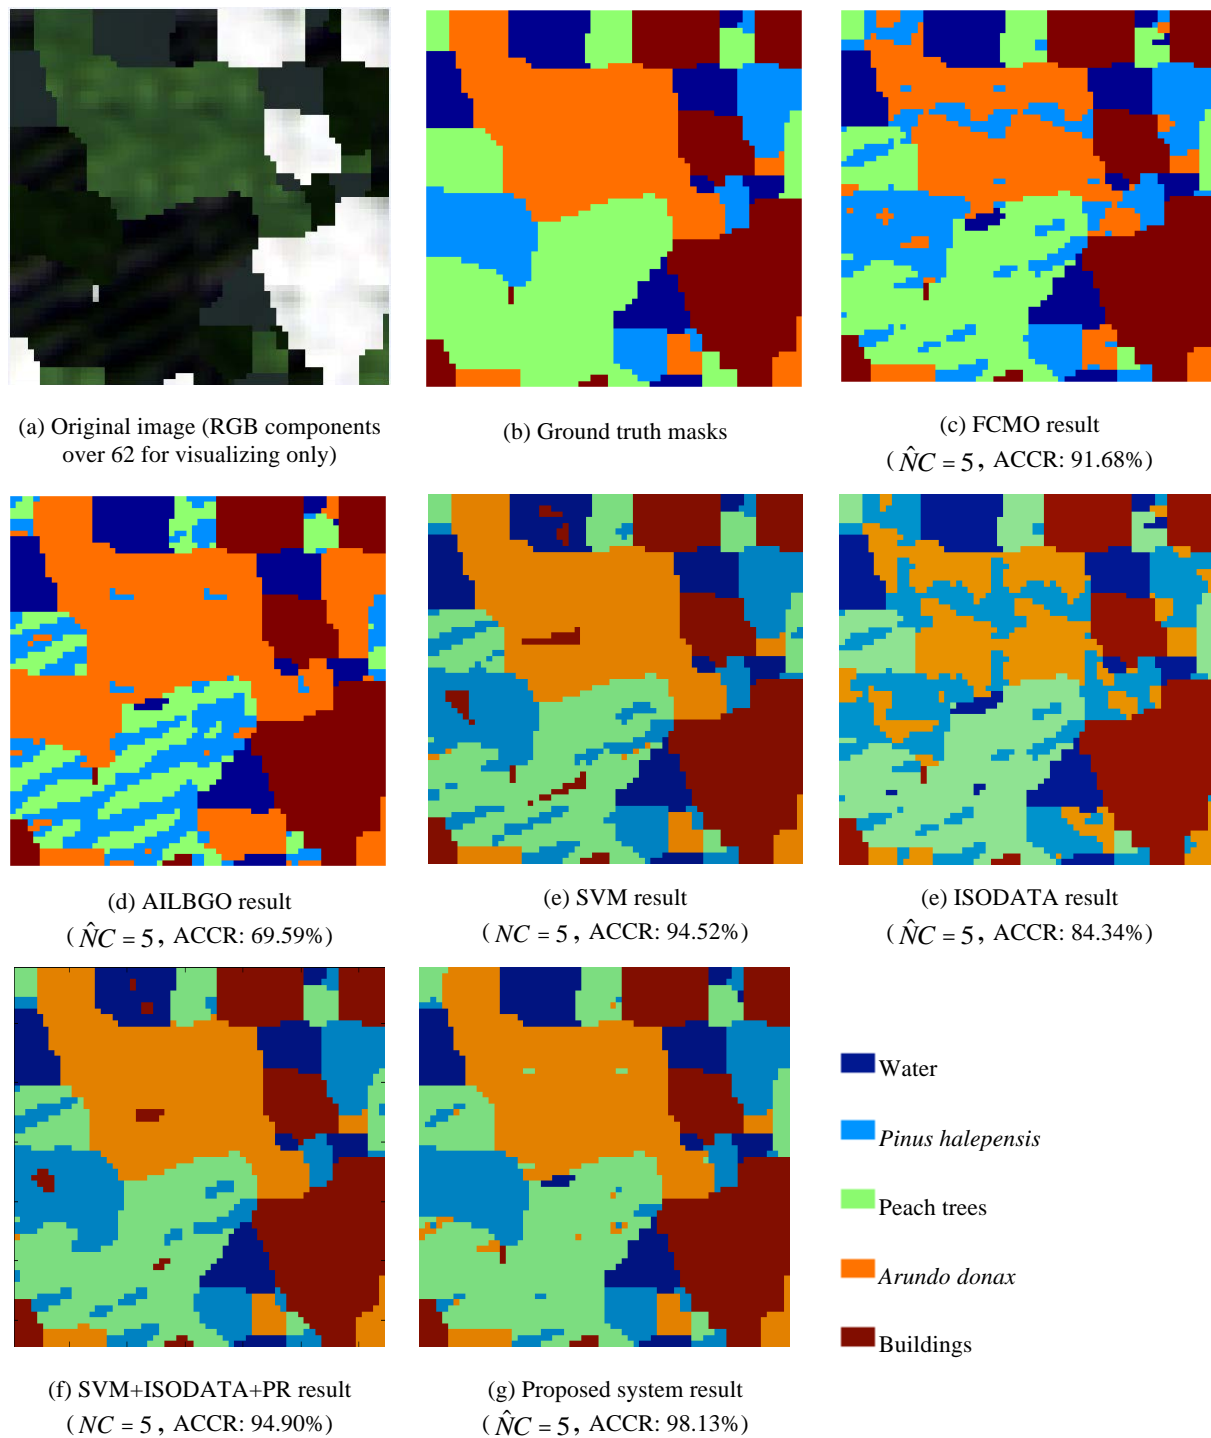 (a) Original image (RGB components
over 62 for visualizing only)
(b) Ground truth masks
(c) FCMO result
( N̂C = 5, ACCR: 91.68%)
(d) AILBGO result
( N̂C = 5, ACCR: 69.59%)
(e) SVM result
( NC = 5, ACCR: 94.52%)
(e) ISODATA result
( N̂C = 5, ACCR: 84.34%)
Water
Pinus halepensis
Peach trees
Arundo donax
Buildings
(f) SVM+ISODATA+PR result
( NC = 5, ACCR: 94.90%)
(g) Proposed system result
( N̂C = 5, ACCR: 98.13%)